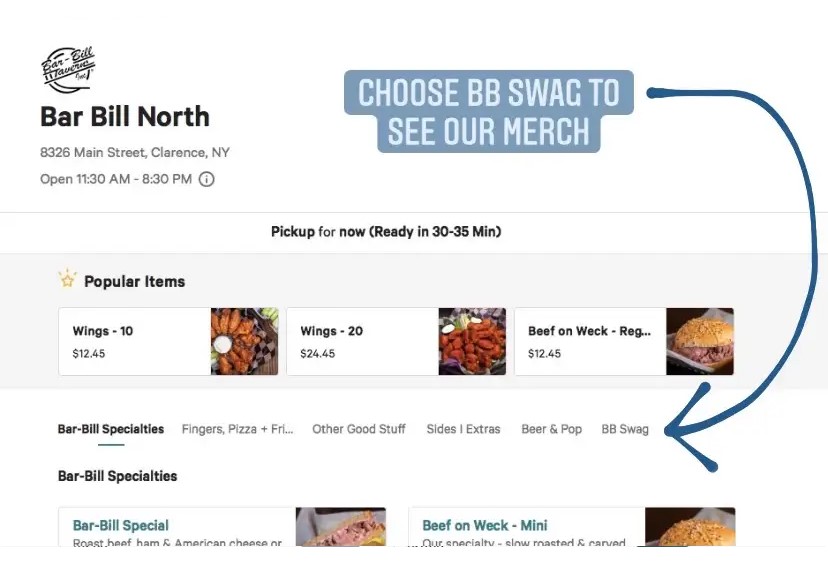 Bar-Bill
Tavern
Inc
Bar Bill North
8326 Main Street, Clarence, NY
Open 11:30 AM - 8:30 PM
CHOOSE BB SWAG TO
SEE OUR MERCH
Pickup for now (Ready in 30-35 Min)
Popular Items
Wings - 10
$12.45
Wings - 20
$24.45
Beef on Weck - Reg...
$12.45
Bar-Bill Specialties Fingers, Pizza + Fri... Other Good Stuff Sides | Extras Beer & Pop BB Swag
Bar-Bill Specialties
Bar-Bill Special
Roast beef, ham & American cheese or
Beef on Weck - Mini
Our specialty - slow roasted & carved